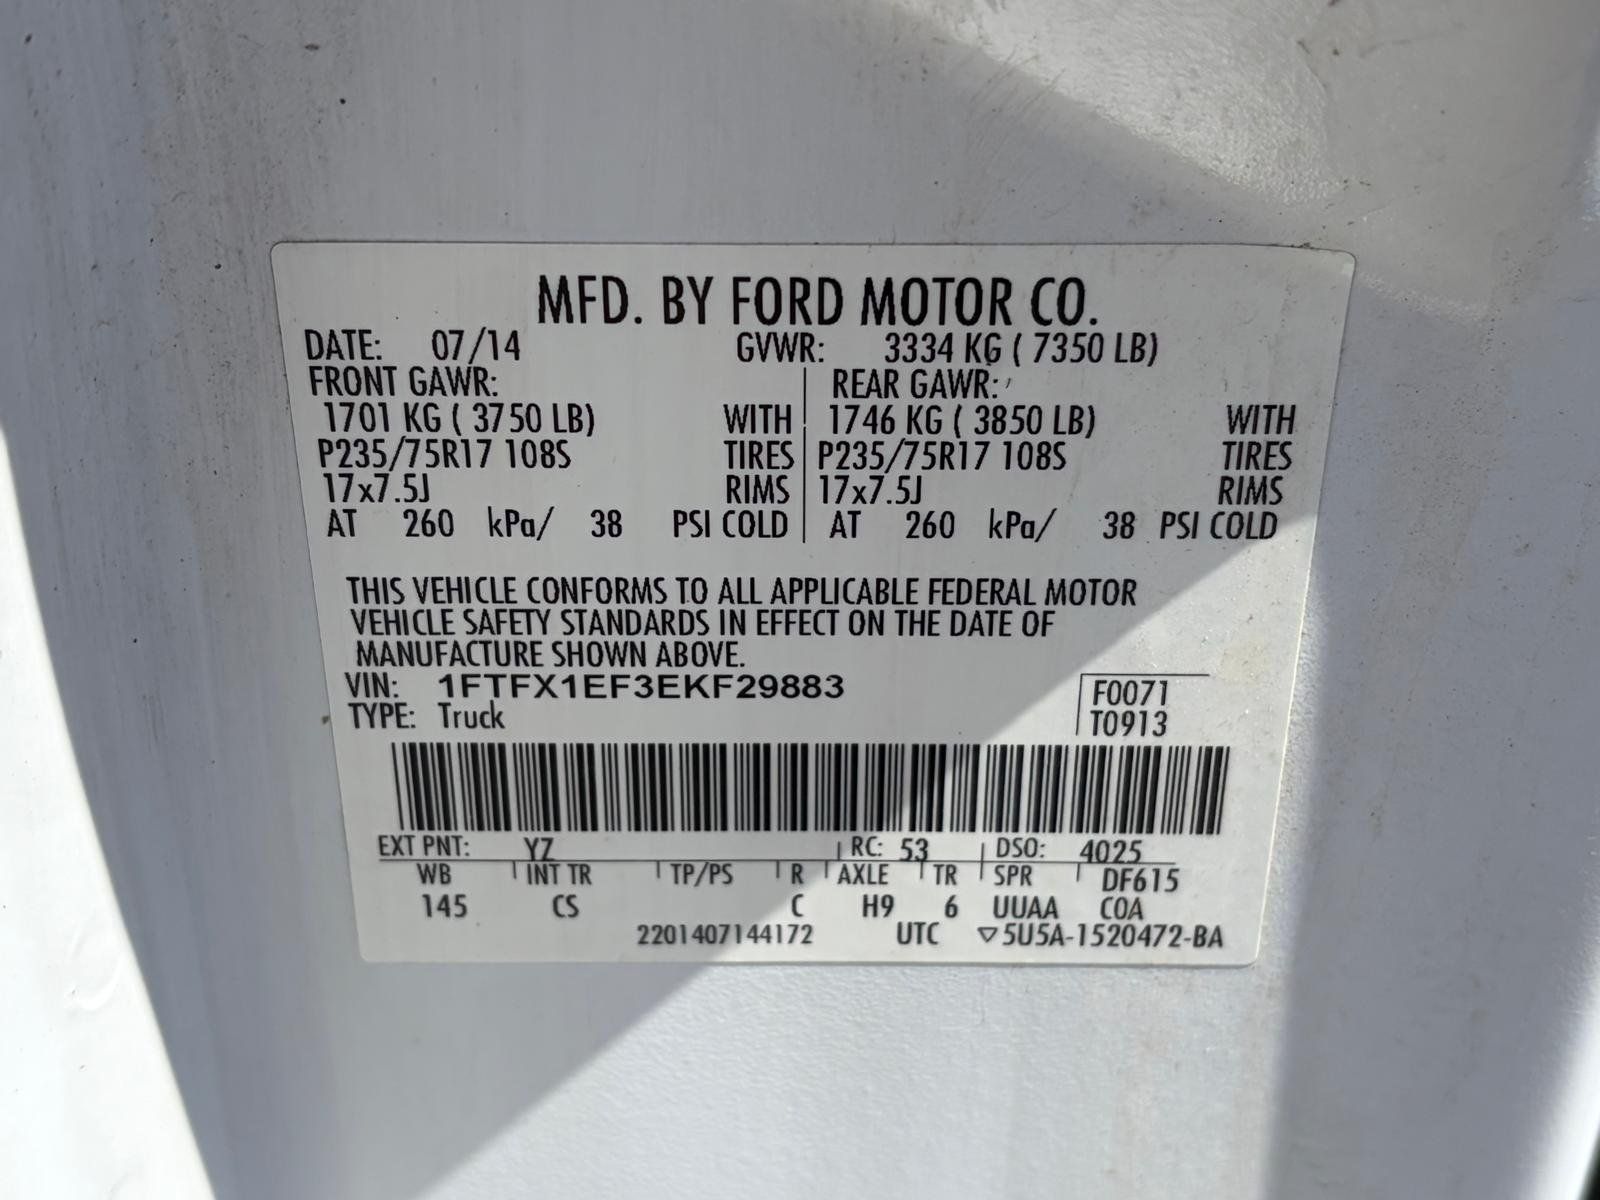 MFD. BY FORD MOTOR CO.
DATE: 07/14 GVWR: 3334 KG ( 7350 LB)
FRONT GAWR: REAR GAWR:
1701 KG ( 3750 LB) WITH 1746 KG ( 3850 LB) WITH
P235/75R17 108S TIRES P235/75R17 108S TIRES
17x7.5J RIMS 17x7.5J RIMS
AT 260 kPa/ 38 PSI COLD AT 260 kPa/ 38 PSI COLD
THIS VEHICLE CONFORMS TO ALL APPLICABLE FEDERAL MOTOR
VEHICLE SAFETY STANDARDS IN EFFECT ON THE DATE OF
MANUFACTURE SHOWN ABOVE.
VIN: 1FTFX1EF3EKF29883 F0071
TYPE: Truck T0913
EXT PNT: YZ RC: 53 DSO: 4025
WB INT TR TP/PS R AXLE TR SPR DF615
145 CS C H9 6 UUAA C0A
2201407144172 UTC ▽5U5A-1520472-BA